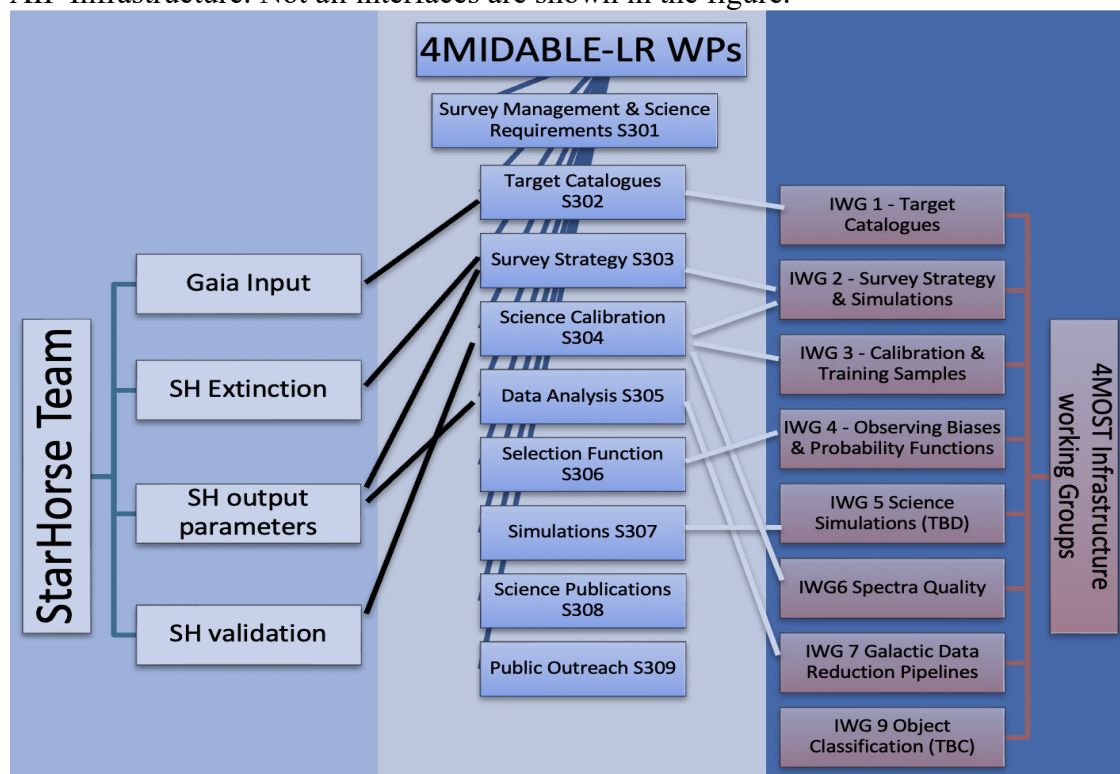 AIP Infrastructure. Not all interfaces are shown in the figure.
4MIDABLE-LR WPs
Survey Management & Science
Requirements S301
Target Catalogues
S302
Survey Strategy S303
Science Calibration
S304
Data Analysis S305
Selection Function
S306
Simulations S307
Science Publications
S308
Public Outreach S309
StarHorse Team
Gaia Input
SH Extinction
SH output
parameters
SH validation
IWG 1 - Target
Catalogues
IWG 2 - Survey Strategy
& Simulations
IWG 3 - Calibration &
Training Samples
IWG 4 - Observing Biases
& Probability Functions
IWG 5 Science
Simulations (TBD)
IWG6 Spectra Quality
IWG 7 Galactic Data
Reduction Pipelines
IWG 9 Object
Classification (TBC)
4MOST Infrastructure
working Groups